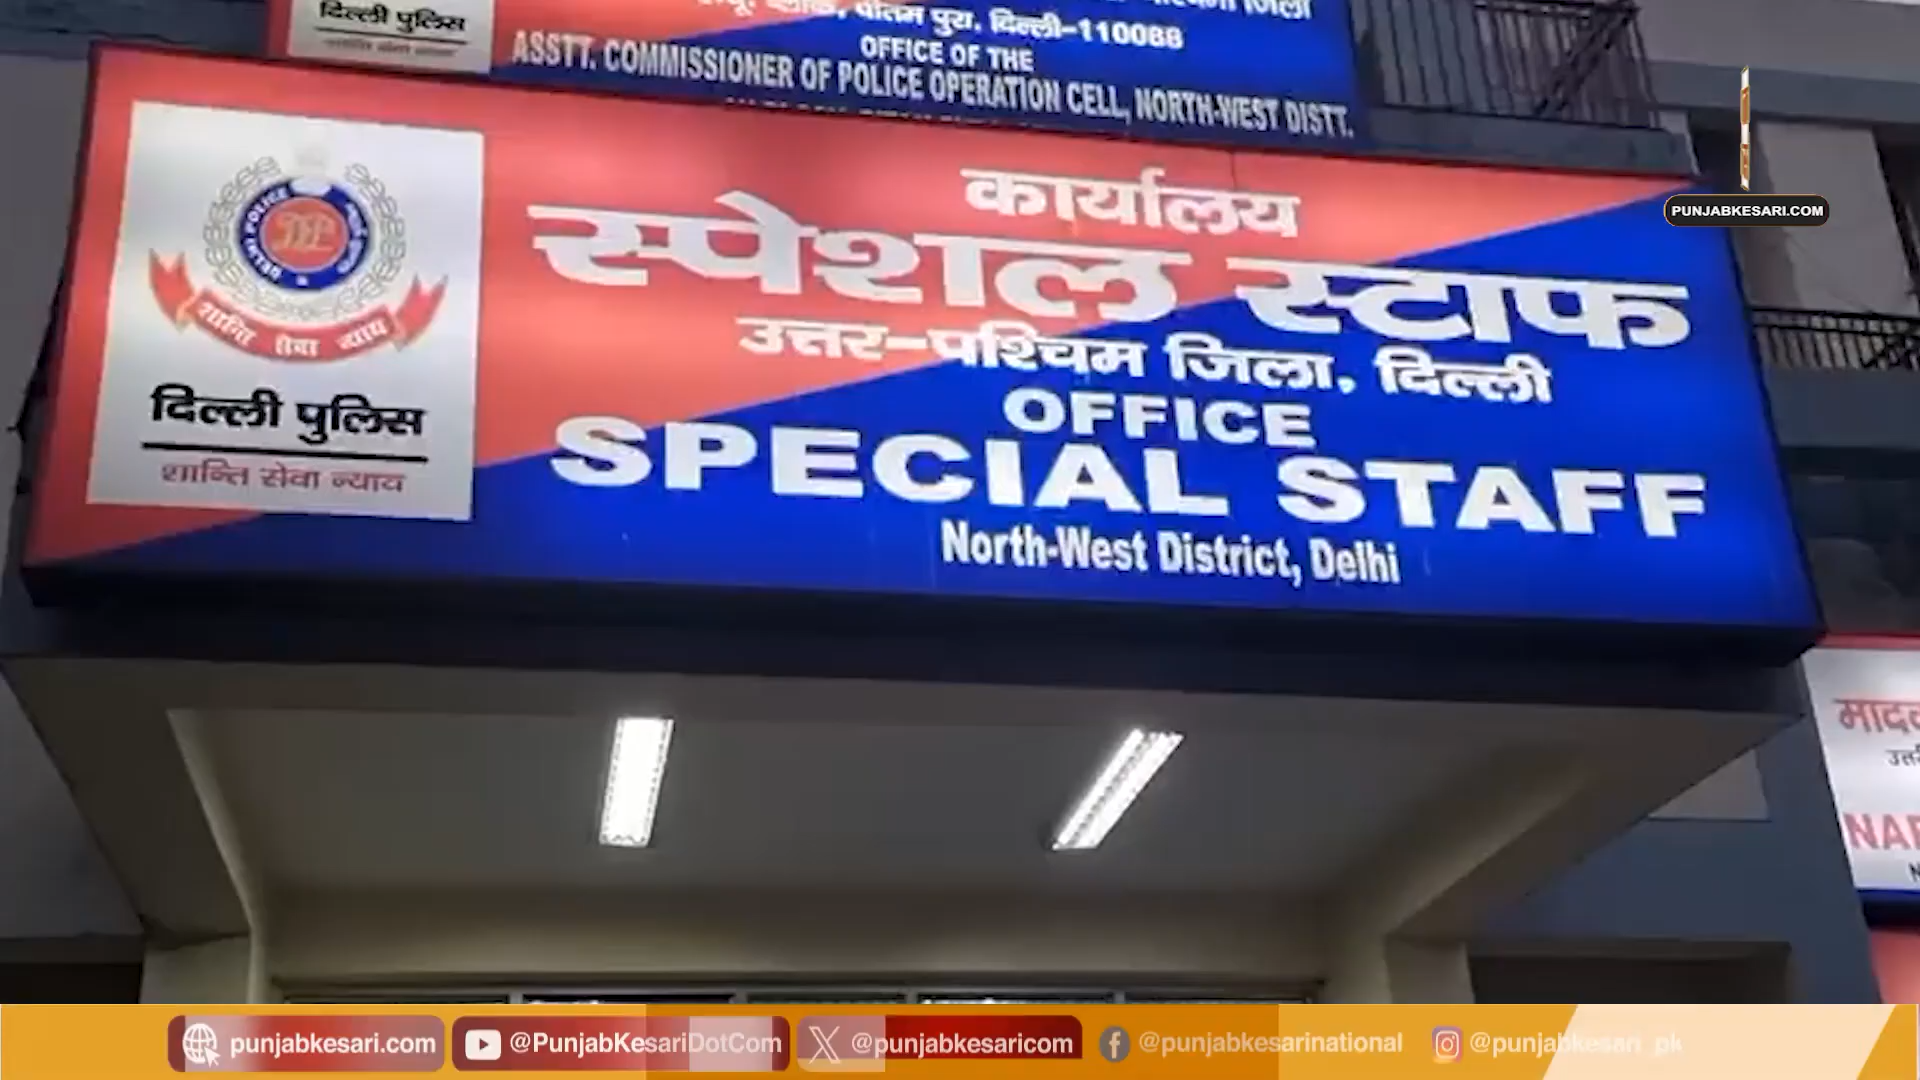 दिल्ली पुलिस
पीतम पुरा, दिल्ली-110088
OFFICE OF THE
ASSTT. COMMISSIONER OF POLICE OPERATION CELL, NORTH-WEST DISTT.
PUNJABKESARI.COM
कार्यालय
स्पेशल स्टाफ
उत्तर-पश्चिम जिला, दिल्ली
OFFICE
SPECIAL STAFF
North-West District, Delhi
DELHI POLICE
शान्ति सेवा न्याय
दिल्ली पुलिस
शान्ति सेवा न्याय
punjabkesari.com @PunjabKesariDotCom @punjabkesaricom @punjabkesarinational @punjabkesari_pk